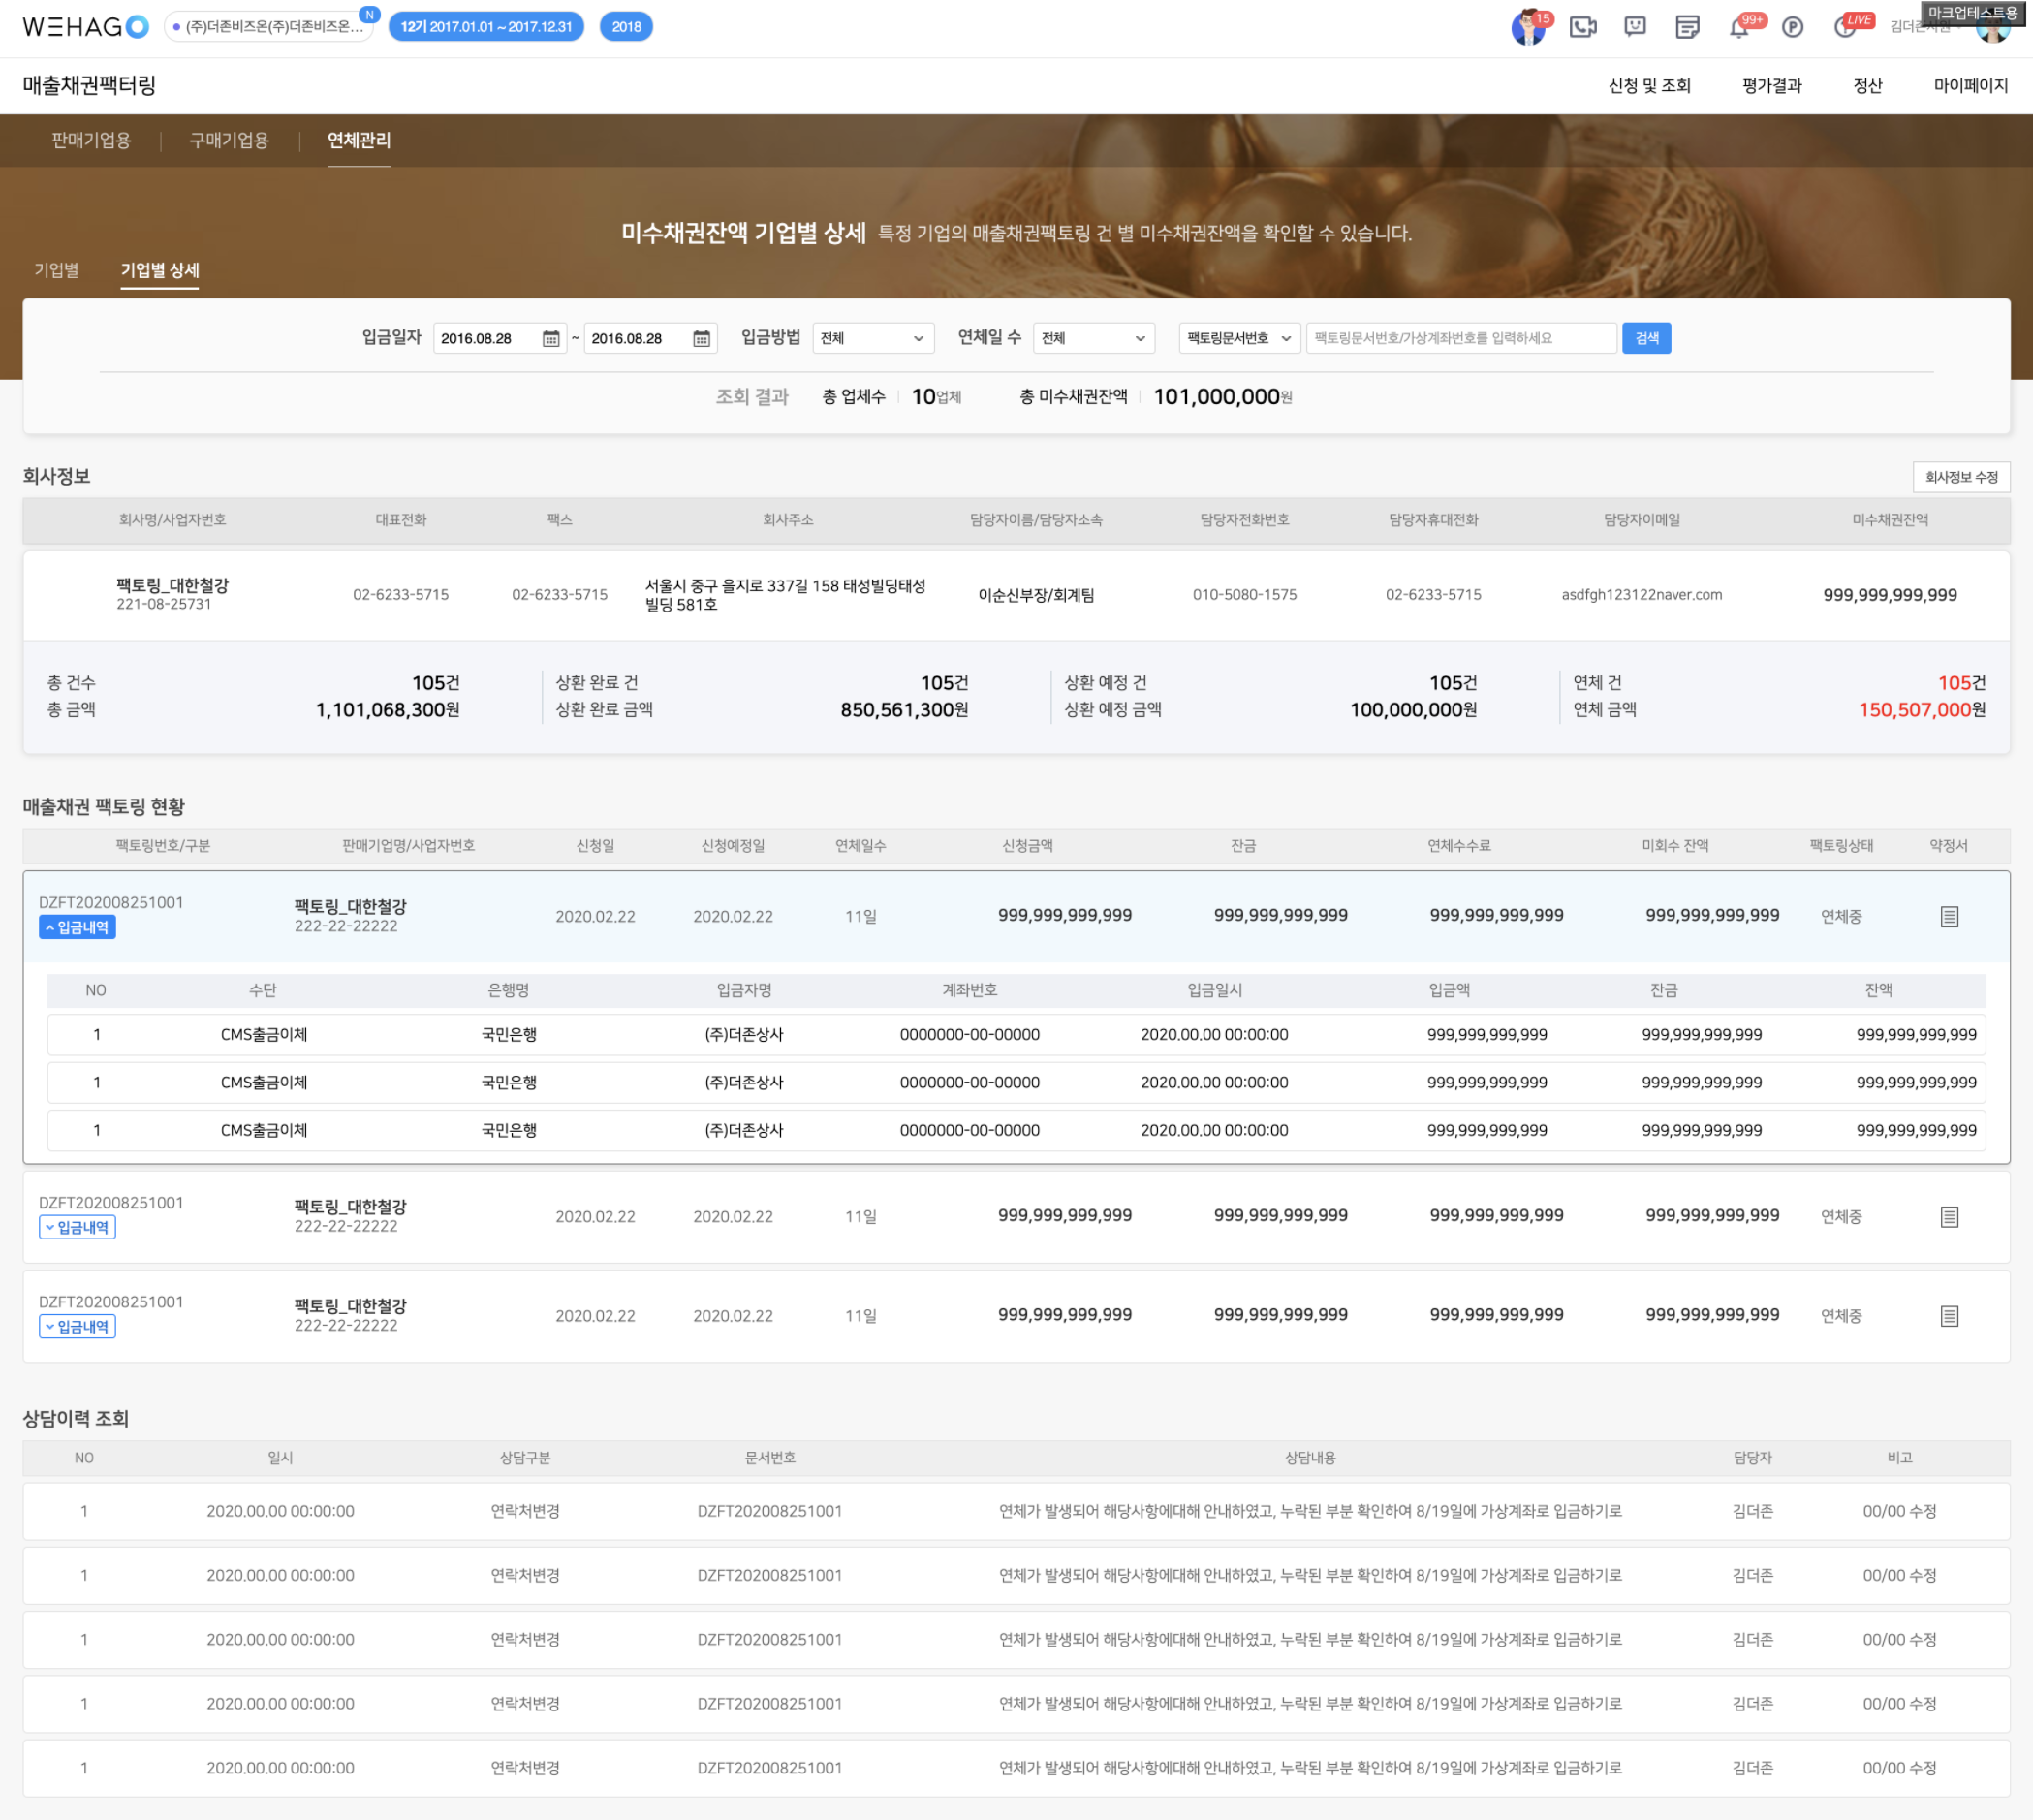 WEHAGO
(주)더존비즈온(주)더존비즈온...
N
12기 2017.01.01 ~ 2017.12.31
2018
15
99+
LIVE
마크업테스트용
매출채권팩터링
신청 및 조회 평가결과 정산 마이페이지
판매기업용 구매기업용 연체관리
미수채권잔액 기업별 상세 특정 기업의 매출채권팩토링 건 별 미수채권잔액을 확인할 수 있습니다.
기업별 기업별 상세
입금일자 2016.08.28 ~ 2016.08.28 입금방법 전체 연체일 수 전체 팩토링문서번호 팩토링문서번호/가상계좌번호를 입력하세요 검색
조회 결과 총 업체수 10업체 총 미수채권잔액 101,000,000원
회사정보
회사정보 수정
회사명/사업자번호 대표전화 팩스 회사주소 담당자이름/담당자소속 담당자전화번호 담당자휴대전화 담당자이메일 미수채권잔액
팩토링_대한철강
221-08-25731
02-6233-5715 02-6233-5715
서울시 중구 을지로 337길 158 태성빌딩태성
빌딩 581호
이순신부장/회계팀 010-5080-1575 02-6233-5715 asdfgh123122naver.com 999,999,999,999
총 건수 105건 상환 완료 건 105건 상환 예정 건 105건 연체 건 105건
총 금액 1,101,068,300원 상환 완료 금액 850,561,300원 상환 예정 금액 100,000,000원 연체 금액 150,507,000원
매출채권 팩토링 현황
팩토링번호/구분 판매기업명/사업자번호 신청일 신청예정일 연체일수 신청금액 잔금 연체수수료 미회수 잔액 팩토링상태 약정서
DZFT202008251001
입금내역
팩토링_대한철강
222-22-22222
2020.02.22 2020.02.22 11일 999,999,999,999 999,999,999,999 999,999,999,999 999,999,999,999 연체중
NO 수단 은행명 입금자명 계좌번호 입금일시 입금액 잔금 잔액
1 CMS출금이체 국민은행 (주)더존상사 0000000-00-00000 2020.00.00 00:00:00 999,999,999,999 999,999,999,999 999,999,999,999
1 CMS출금이체 국민은행 (주)더존상사 0000000-00-00000 2020.00.00 00:00:00 999,999,999,999 999,999,999,999 999,999,999,999
1 CMS출금이체 국민은행 (주)더존상사 0000000-00-00000 2020.00.00 00:00:00 999,999,999,999 999,999,999,999 999,999,999,999
DZFT202008251001
입금내역
팩토링_대한철강
222-22-22222
2020.02.22 2020.02.22 11일 999,999,999,999 999,999,999,999 999,999,999,999 999,999,999,999 연체중
DZFT202008251001
입금내역
팩토링_대한철강
222-22-22222
2020.02.22 2020.02.22 11일 999,999,999,999 999,999,999,999 999,999,999,999 999,999,999,999 연체중
상담이력 조회
NO 일시 상담구분 문서번호 상담내용 담당자 비고
1 2020.00.00 00:00:00 연락처변경 DZFT202008251001 연체가 발생되어 해당사항에대해 안내하였고, 누락된 부분 확인하여 8/19일에 가상계좌로 입금하기로 김더존 00/00 수정
1 2020.00.00 00:00:00 연락처변경 DZFT202008251001 연체가 발생되어 해당사항에대해 안내하였고, 누락된 부분 확인하여 8/19일에 가상계좌로 입금하기로 김더존 00/00 수정
1 2020.00.00 00:00:00 연락처변경 DZFT202008251001 연체가 발생되어 해당사항에대해 안내하였고, 누락된 부분 확인하여 8/19일에 가상계좌로 입금하기로 김더존 00/00 수정
1 2020.00.00 00:00:00 연락처변경 DZFT202008251001 연체가 발생되어 해당사항에대해 안내하였고, 누락된 부분 확인하여 8/19일에 가상계좌로 입금하기로 김더존 00/00 수정
1 2020.00.00 00:00:00 연락처변경 DZFT202008251001 연체가 발생되어 해당사항에대해 안내하였고, 누락된 부분 확인하여 8/19일에 가상계좌로 입금하기로 김더존 00/00 수정